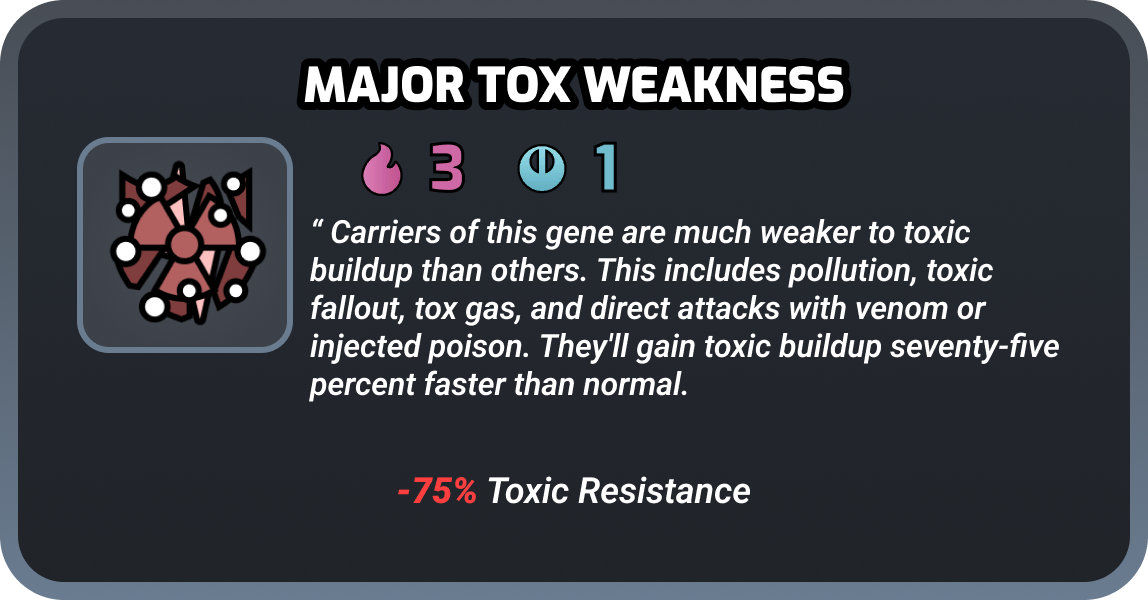 MAJOR TOX WEAKNESS
3 1
“ Carriers of this gene are much weaker to toxic
buildup than others. This includes pollution, toxic
fallout, tox gas, and direct attacks with venom or
injected poison. They'll gain toxic buildup seventy-five
percent faster than normal.
-75% Toxic Resistance